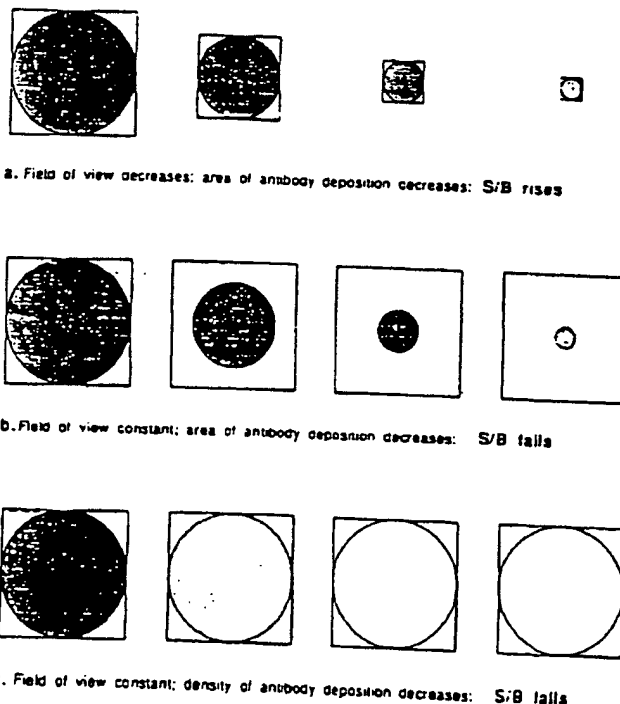 a. Field of view decreases; area of antibody deposition decreases: S/B rises
b. Field of view constant; area of antibody deposition decreases: S/B falls
. Field of view constant; density of antibody deposition decreases: S/B falls